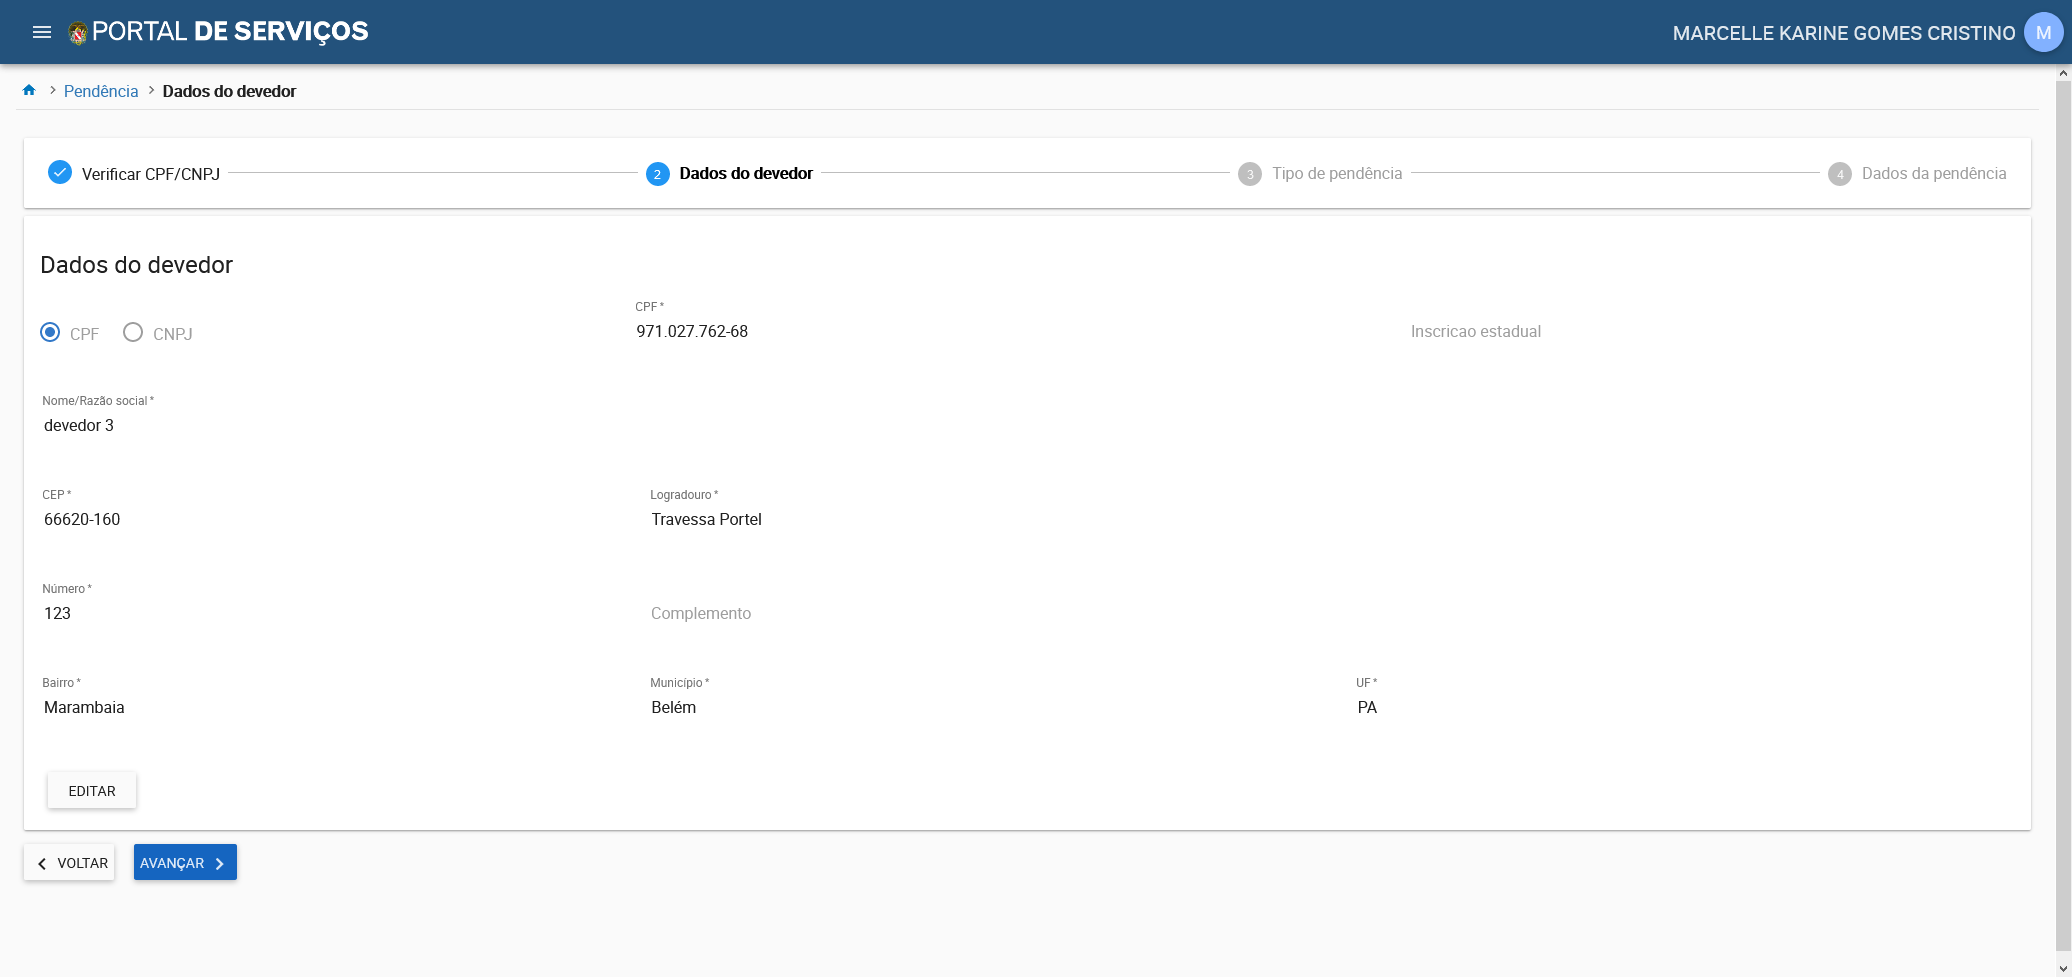 PORTAL DE SERVIÇOS
MARCELLE KARINE GOMES CRISTINO M
Pendência Dados do devedor
Verificar CPF/CNPJ 2 Dados do devedor 3 Tipo de pendência 4 Dados da pendência
Dados do devedor
CPF CNPJ
CPF *
971.027.762-68
Inscricao estadual
Nome/Razão social *
devedor 3
CEP *
66620-160
Logradouro *
Travessa Portel
Número *
123
Complemento
Bairro *
Marambaia
Município *
Belém
UF *
PA
EDITAR
VOLTAR AVANÇAR